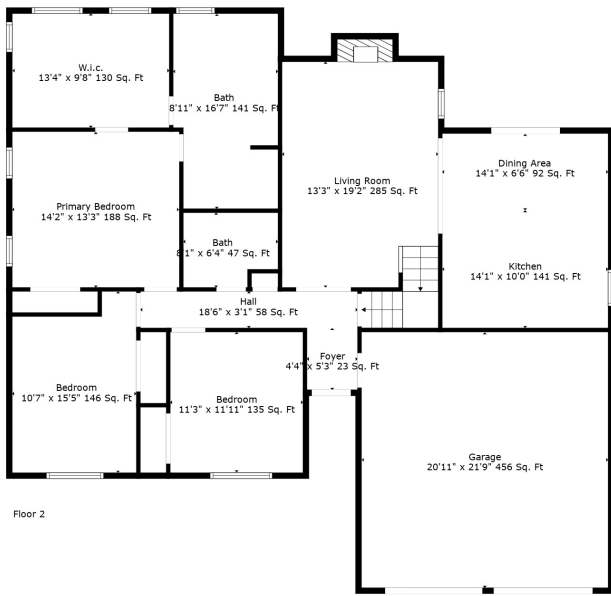 W.i.c.
13'4" x 9'8" 130 Sq. Ft
Bath
8'11" x 16'7" 141 Sq. Ft
Living Room
13'3" x 19'2" 285 Sq. Ft
Dining Area
14'1" x 6'6" 92 Sq. Ft
Primary Bedroom
14'2" x 13'3" 188 Sq. Ft
Bath
8'1" x 6'4" 47 Sq. Ft
Kitchen
14'1" x 10'0" 141 Sq. Ft
Hall
18'6" x 3'1" 58 Sq. Ft
Foyer
4'4" x 5'3" 23 Sq. Ft
Bedroom
10'7" x 15'5" 146 Sq. Ft
Bedroom
11'3" x 11'11" 135 Sq. Ft
Garage
20'11" x 21'9" 456 Sq. Ft
Floor 2